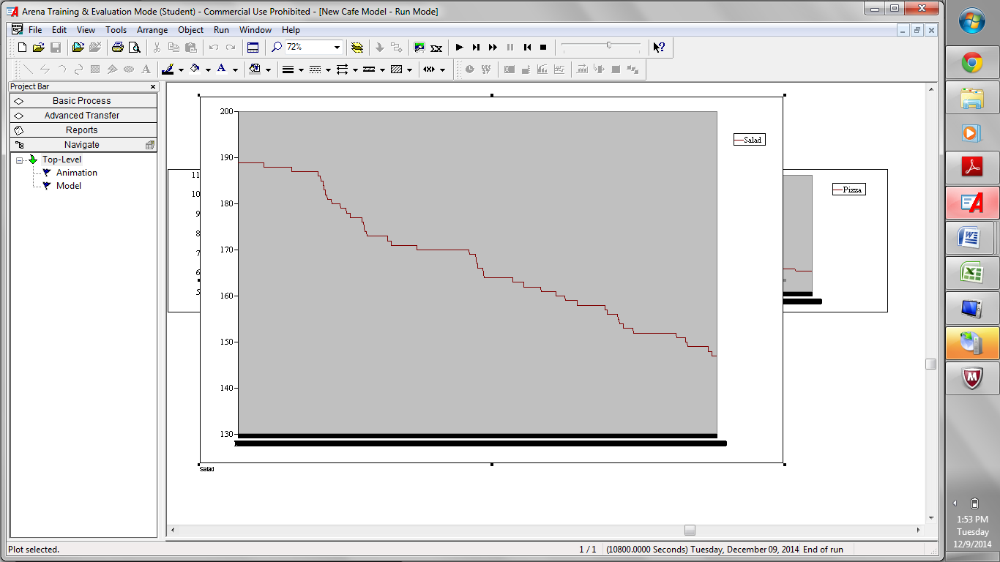 Arena Training & Evaluation Mode (Student) - Commercial Use Prohibited - [New Cafe Model - Run Mode]
File Edit View Tools Arrange Object Run Window Help
72%
Project Bar
Basic Process
Advanced Transfer
Reports
Navigate
Top-Level
Animation
Model
200
190
180
170
160
150
140
130
Salad
Salad
11
10
9
8
7
6
5
Pizza
Plot selected.
1 / 1 (10800.0000 Seconds) Tuesday, December 09, 2014 End of run
1:53 PM
Tuesday
12/9/2014